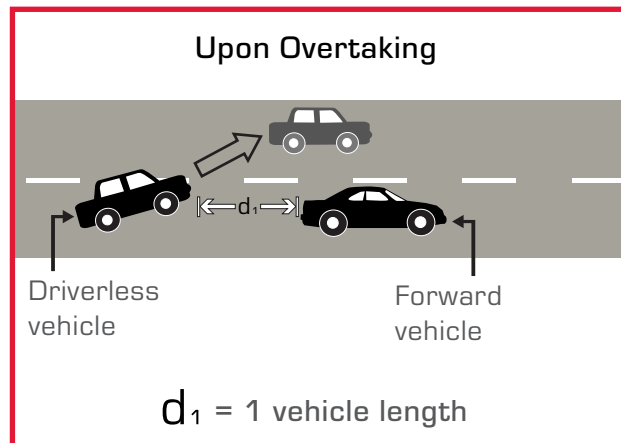 Upon Overtaking
d₁
Driverless
vehicle
Forward
vehicle
d₁ = 1 vehicle length